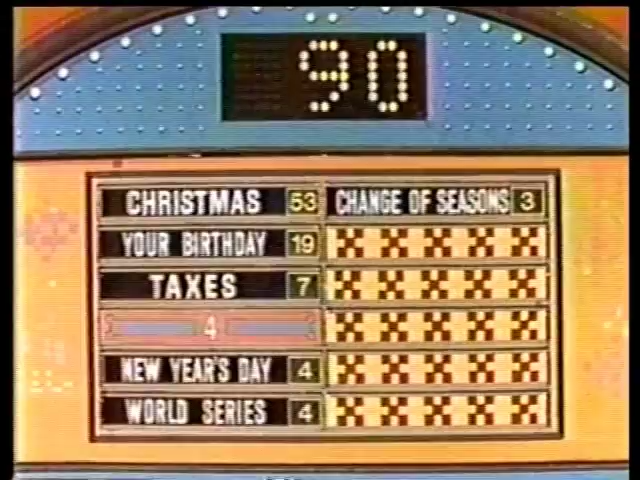 90
CHRISTMAS 53
YOUR BIRTHDAY 19
TAXES 7
4
NEW YEAR'S DAY 4
WORLD SERIES 4
CHANGE OF SEASONS 3